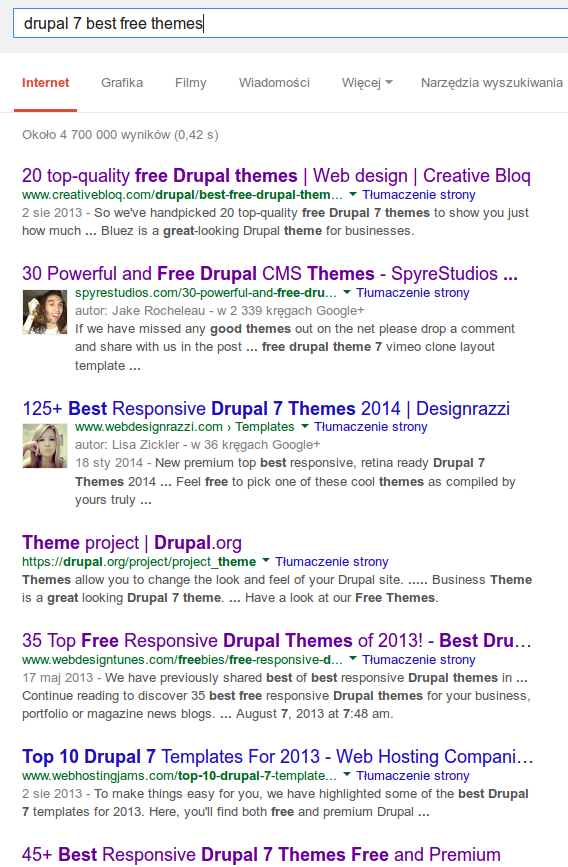 drupal 7 best free themes
Internet Grafika Filmy Wiadomości Więcej Narzędzia wyszukiwania
Około 4 700 000 wyników (0,42 s)
20 top-quality free Drupal themes | Web design | Creative Bloq
www.creativebloq.com/drupal/best-free-drupal-them... Tłumaczenie strony
2 sie 2013 - So we've handpicked 20 top-quality free Drupal 7 themes to show you just
how much ... Bluez is a great-looking Drupal theme for businesses.
30 Powerful and Free Drupal CMS Themes - SpyreStudios ...
spyrestudios.com/30-powerful-and-free-dru... Tłumaczenie strony
autor: Jake Rocheleau - w 2 339 kręgach Google+
If we have missed any good themes out on the net please drop a comment
and share with us in the post ... free drupal theme 7 vimeo clone layout
template ...
125+ Best Responsive Drupal 7 Themes 2014 | Designrazzi
www.webdesignrazzi.com › Templates Tłumaczenie strony
autor: Lisa Zickler - w 36 kręgach Google+
18 sty 2014 - New premium top best responsive, retina ready Drupal 7
Themes 2014 ... Feel free to pick one of these cool themes as compiled by
yours truly ...
Theme project | Drupal.org
https://drupal.org/project/project_theme Tłumaczenie strony
Themes allow you to change the look and feel of your Drupal site. ..... Business Theme
is a great looking Drupal 7 theme. ... Have a look at our Free Themes.
35 Top Free Responsive Drupal Themes of 2013! - Best Dru...
www.webdesigntunes.com/freebies/free-responsive-d... Tłumaczenie strony
17 maj 2013 - We have previously shared best of best responsive Drupal themes in ...
Continue reading to discover 35 best free responsive Drupal themes for your business,
portfolio or magazine news blogs. ... August 7, 2013 at 7:48 am.
Top 10 Drupal 7 Templates For 2013 - Web Hosting Compani...
www.webhostingjams.com/top-10-drupal-7-template... Tłumaczenie strony
2 sie 2013 - To make things easy for you, we have highlighted some of the best Drupal
7 templates for 2013. Here, you'll find both free and premium Drupal ...
45+ Best Responsive Drupal 7 Themes Free and Premium